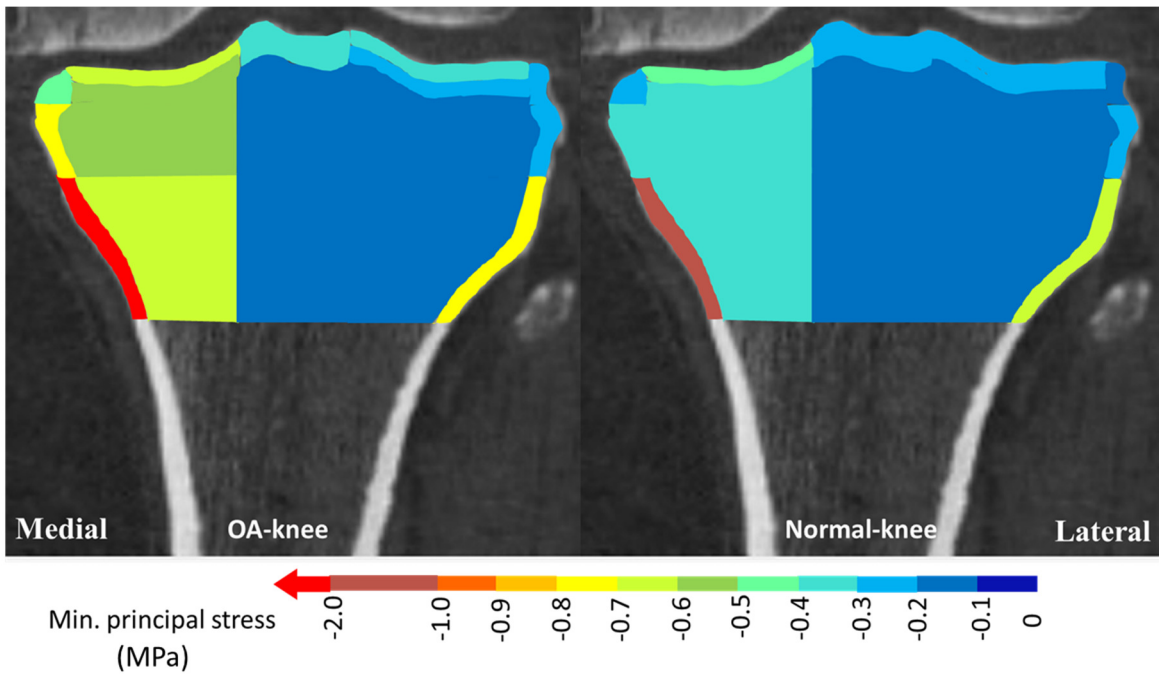 Medial OA-knee Normal-knee Lateral
Min. principal stress
(MPa)
-2.0 -1.0 -0.9 -0.8 -0.7 -0.6 -0.5 -0.4 -0.3 -0.2 -0.1 0